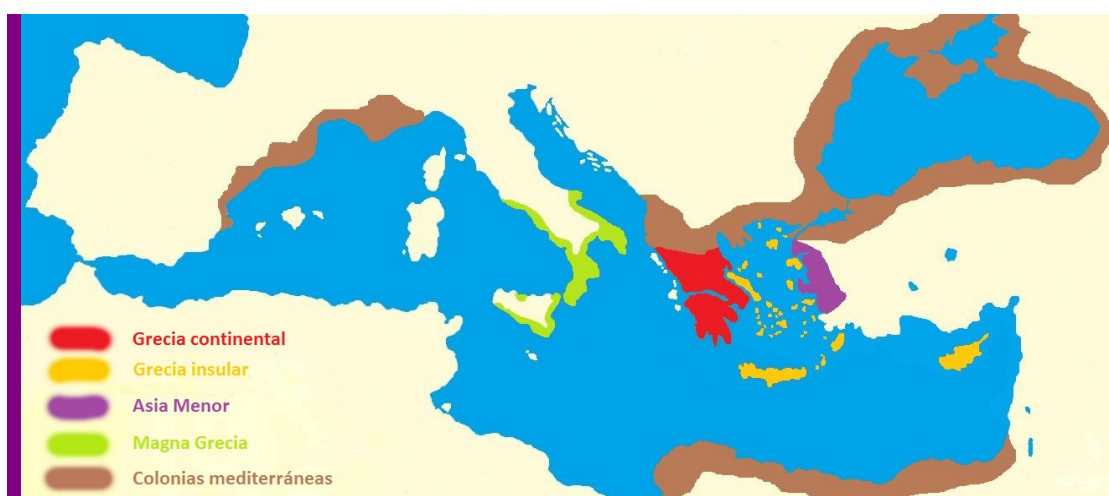 Grecia continental
Grecia insular
Asia Menor
Magna Grecia
Colonias mediterráneas